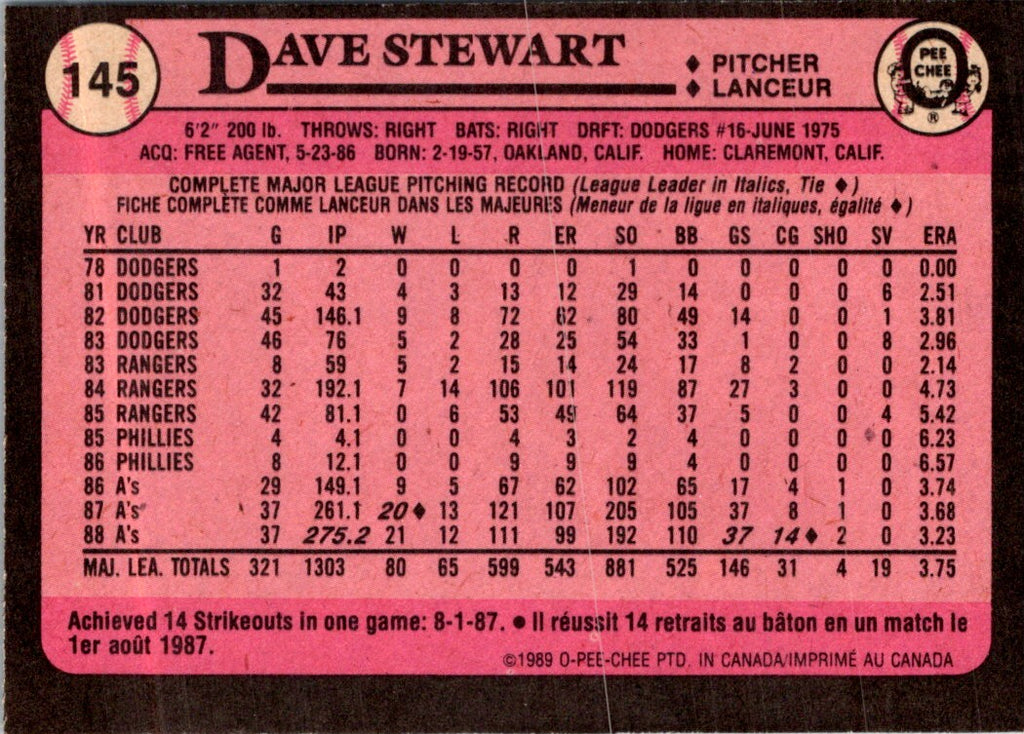 145
DAVE STEWART
♦ PITCHER
♦ LANCEUR
O
PEE
CHEE
®
6'2" 200 lb. THROWS: RIGHT BATS: RIGHT DRFT: DODGERS #16-JUNE 1975
ACQ: FREE AGENT, 5-23-86 BORN: 2-19-57, OAKLAND, CALIF. HOME: CLAREMONT, CALIF.
COMPLETE MAJOR LEAGUE PITCHING RECORD (League Leader in Italics, Tie ♦)
FICHE COMPLÈTE COMME LANCEUR DANS LES MAJEURES (Meneur de la ligue en italiques, égalité ♦)
YR CLUB G IP W L R ER SO BB GS CG SHO SV ERA
78 DODGERS 1 2 0 0 0 0 1 0 0 0 0 0 0.00
81 DODGERS 32 43 4 3 13 12 29 14 0 0 0 6 2.51
82 DODGERS 45 146.1 9 8 72 62 80 49 14 0 0 1 3.81
83 DODGERS 46 76 5 2 28 25 54 33 1 0 0 8 2.96
83 RANGERS 8 59 5 2 15 14 24 17 8 2 0 0 2.14
84 RANGERS 32 192.1 7 14 106 101 119 87 27 3 0 0 4.73
85 RANGERS 42 81.1 0 6 53 49 64 37 5 0 0 4 5.42
85 PHILLIES 4 4.1 0 0 4 3 2 4 0 0 0 0 6.23
86 PHILLIES 8 12.1 0 0 9 9 9 4 0 0 0 0 6.57
86 A's 29 149.1 9 5 67 62 102 65 17 4 1 0 3.74
87 A's 37 261.1 20♦ 13 121 107 205 105 37 8 1 0 3.68
88 A's 37 275.2 21 12 111 99 192 110 37 14♦ 2 0 3.23
MAJ. LEA. TOTALS 321 1303 80 65 599 543 881 525 146 31 4 19 3.75
Achieved 14 Strikeouts in one game: 8-1-87. ● Il réussit 14 retraits au bâton en un match le
1er août 1987.
©1989 O-PEE-CHEE PTD. IN CANADA/IMPRIMÉ AU CANADA